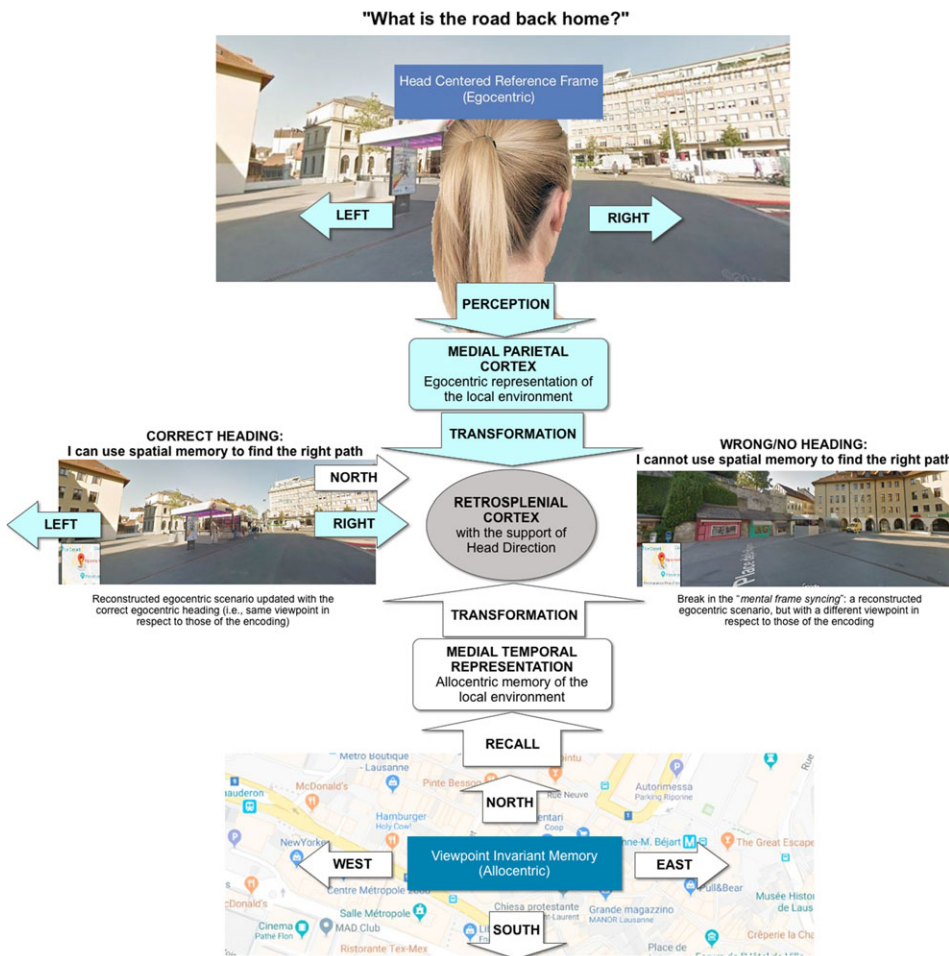 "What is the road back home?"
Head Centered Reference Frame
(Egocentric)
LEFT
RIGHT
PERCEPTION
MEDIAL PARIETAL
CORTEX
Egocentric representation of
the local environment
TRANSFORMATION
CORRECT HEADING:
I can use spatial memory to find the right path
NORTH
LEFT
RIGHT
Reconstructed egocentric scenario updated with the
correct egocentric heading (i.e., same viewpoint in
respect to those of the encoding)
RETROSPLENIAL
CORTEX
with the support of
Head Direction
WRONG/NO HEADING:
I cannot use spatial memory to find the right path
Break in the "mental frame syncing": a reconstructed
egocentric scenario, but with a different viewpoint in
respect to those of the encoding
TRANSFORMATION
MEDIAL TEMPORAL
REPRESENTATION
Allocentric memory of the
local environment
RECALL
NORTH
Metro Boutique
- Lausanne
McDonald's
Pinte Besson
Rue Neuve
Autorimessa
Parking Riponne
Hamburger
Holy Cow!
Coop
NewYorker
WEST
Viewpoint Invariant Memory
(Allocentric)
EAST
M
The Great Escape
Centre Métropole
Pull&Bear
Salle Métropole
Chiesa protestante
Grande magazzino
MANOR Lausanne
Cinema
Pathé Flon
MAD Club
SOUTH
Place de
Ristorante Tex-Mex